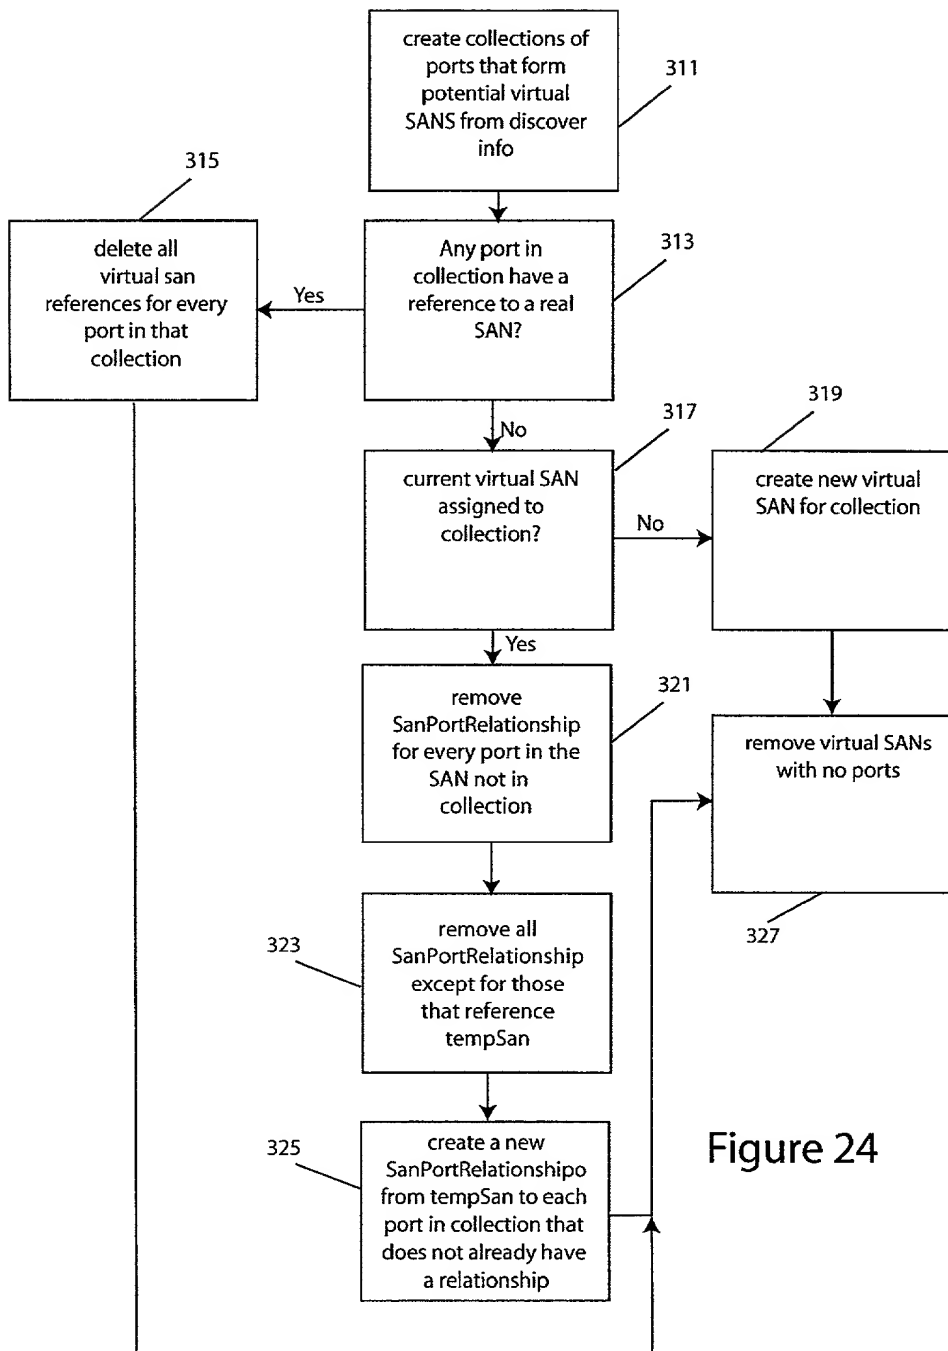 create collections of
ports that form
potential virtual
SANS from discover
info
311
315
delete all
virtual san
references for every
port in that
collection
Yes
Any port in
collection have a
reference to a real
SAN?
313
No
317
319
current virtual SAN
assigned to
collection?
No
create new virtual
SAN for collection
Yes
remove
SanPortRelationship
for every port in the
SAN not in
collection
321
remove virtual SANs
with no ports
327
323
remove all
SanPortRelationship
except for those
that reference
tempSan
325
create a new
SanPortRelationshipo
from tempSan to each
port in collection that
does not already have
a relationship
Figure 24